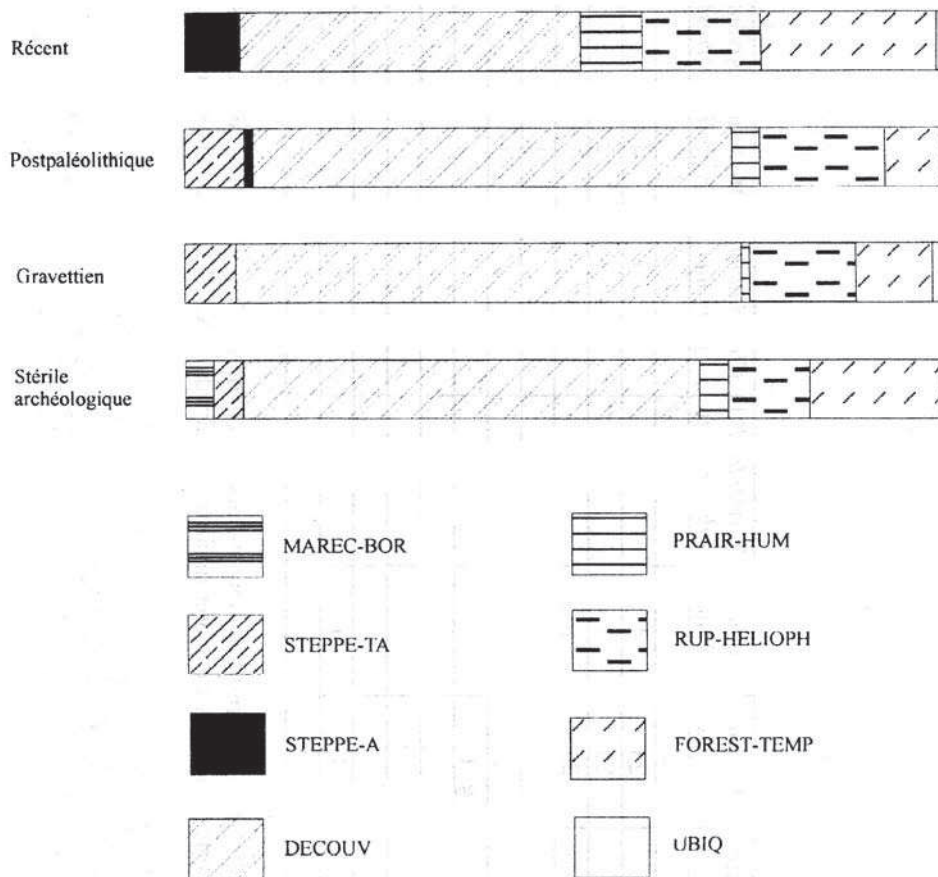 Récent
Postpaléolithique
Gravettien
Stérile
archéologique
MAREC-BOR
PRAIR-HUM
STEPPE-TA
RUP-HELIOPH
STEPPE-A
FOREST-TEMP
DECOUV
UBIQ